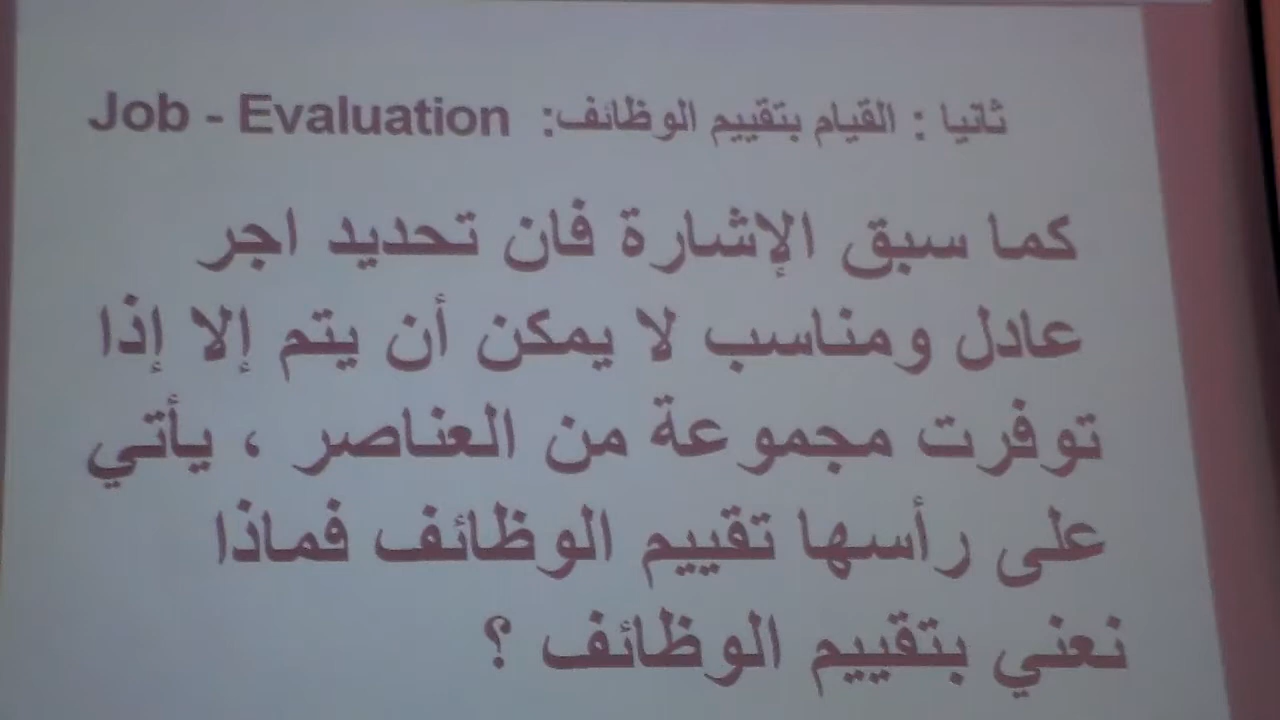 ثانيا : القيام بتقييم الوظائف: Job - Evaluation
كما سبق الإشارة فان تحديد اجر
عادل ومناسب لا يمكن أن يتم إلا إذا
توفرت مجموعة من العناصر ، يأتي
على رأسها تقييم الوظائف فماذا
نعني بتقييم الوظائف ؟